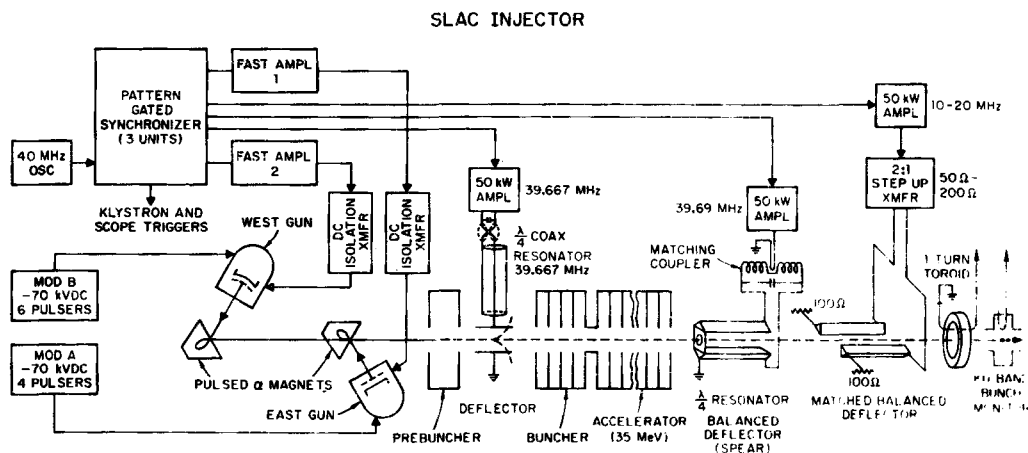 SLAC INJECTOR
FAST AMPL
1
PATTERN
GATED
SYNCHRONIZER
(3 UNITS)
50 kW
AMPL
10-20 MHz
40 MHz
OSC
FAST AMPL
2
50 kW
AMPL
39.667 MHz
39.69 MHz
50 kW
AMPL
2:1
STEP UP
XMFR
50Ω-
200Ω
KLYSTRON AND
SCOPE TRIGGERS
DC
ISOLATION
XMFR
DC
ISOLATION
XMFR
WEST GUN
λ/4 COAX
RESONATOR
39.667 MHz
MATCHING
COUPLER
1 TURN
TOROID
MOD B
-70 kVDC
6 PULSERS
100Ω
MOD A
-70 kVDC
4 PULSERS
PULSED α MAGNETS
100Ω
EAST GUN
PREBUNCHER
DEFLECTOR
BUNCHER
ACCELERATOR
(35 MeV)
λ/4 RESONATOR
BALANCED
DEFLECTOR
(SPEAR)
MATCHED BALANCED
DEFLECTOR
BAND